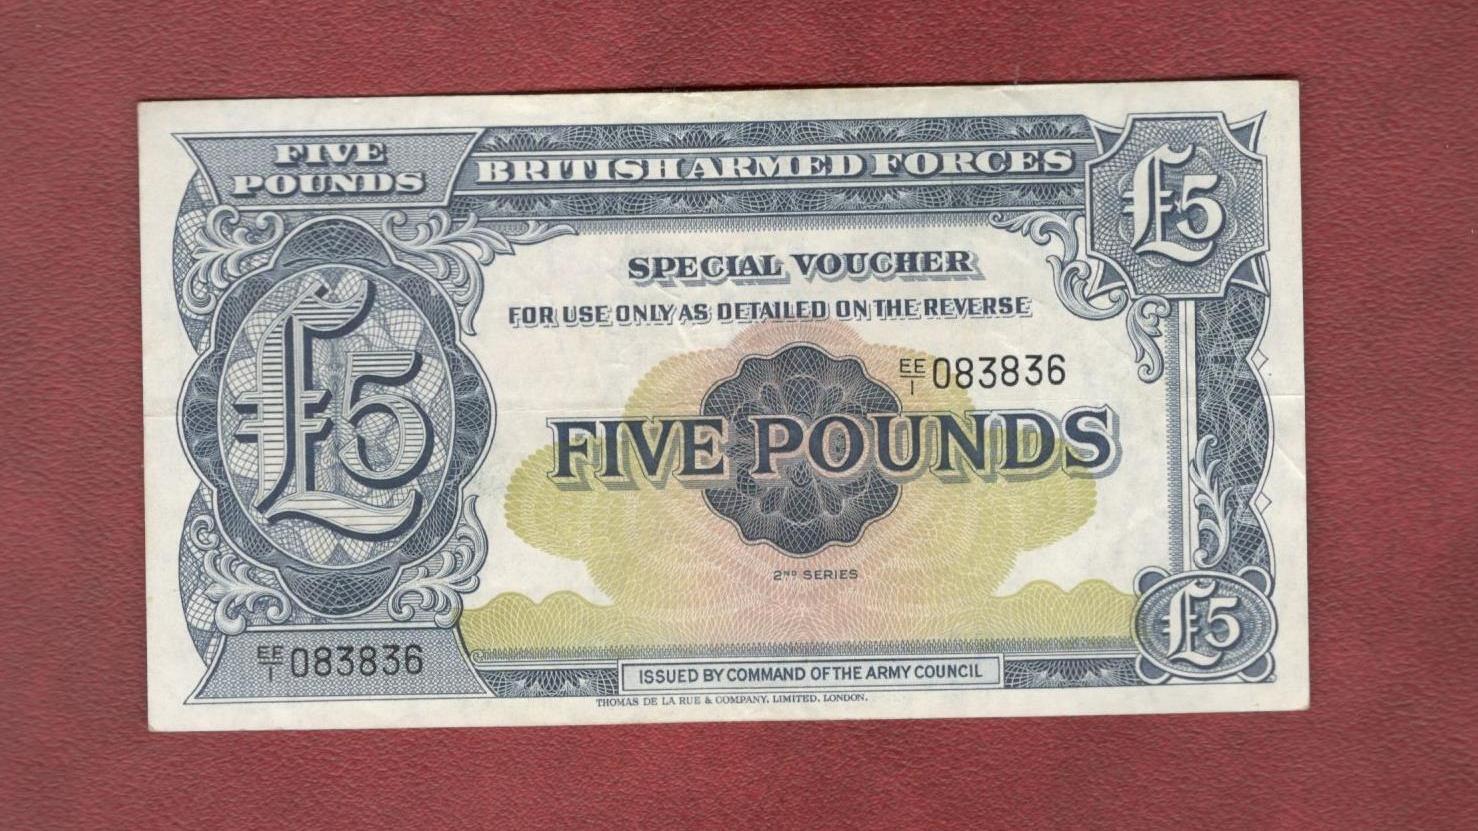 FIVE
POUNDS
BRITISH ARMED FORCES
£5
SPECIAL VOUCHER
FOR USE ONLY AS DETAILED ON THE REVERSE
£5
EE/1 083836
FIVE POUNDS
2ND SERIES
£5
EE/1 083836
ISSUED BY COMMAND OF THE ARMY COUNCIL
THOMAS DE LA RUE & COMPANY, LIMITED, LONDON.